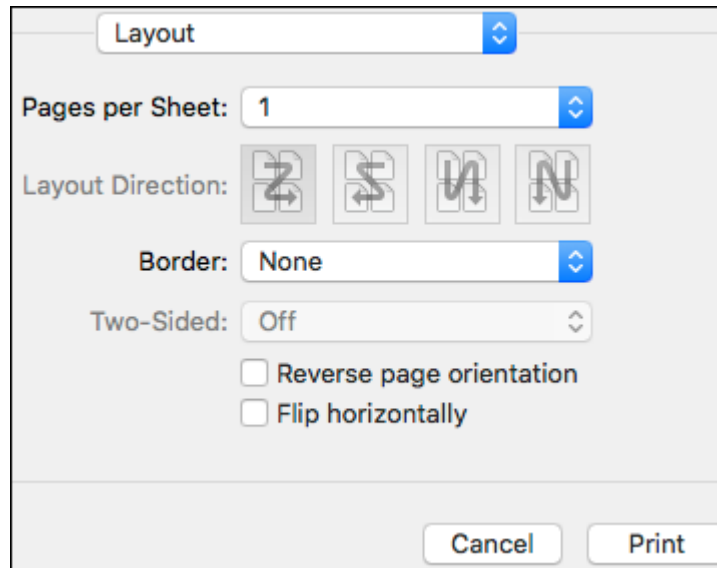 Layout
Pages per Sheet: 1
Layout Direction:
Border: None
Two-Sided: Off
Reverse page orientation
Flip horizontally
Cancel Print